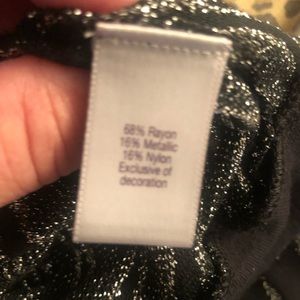 68% Rayon
16% Metallic
16% Nylon
Exclusive of
decoration